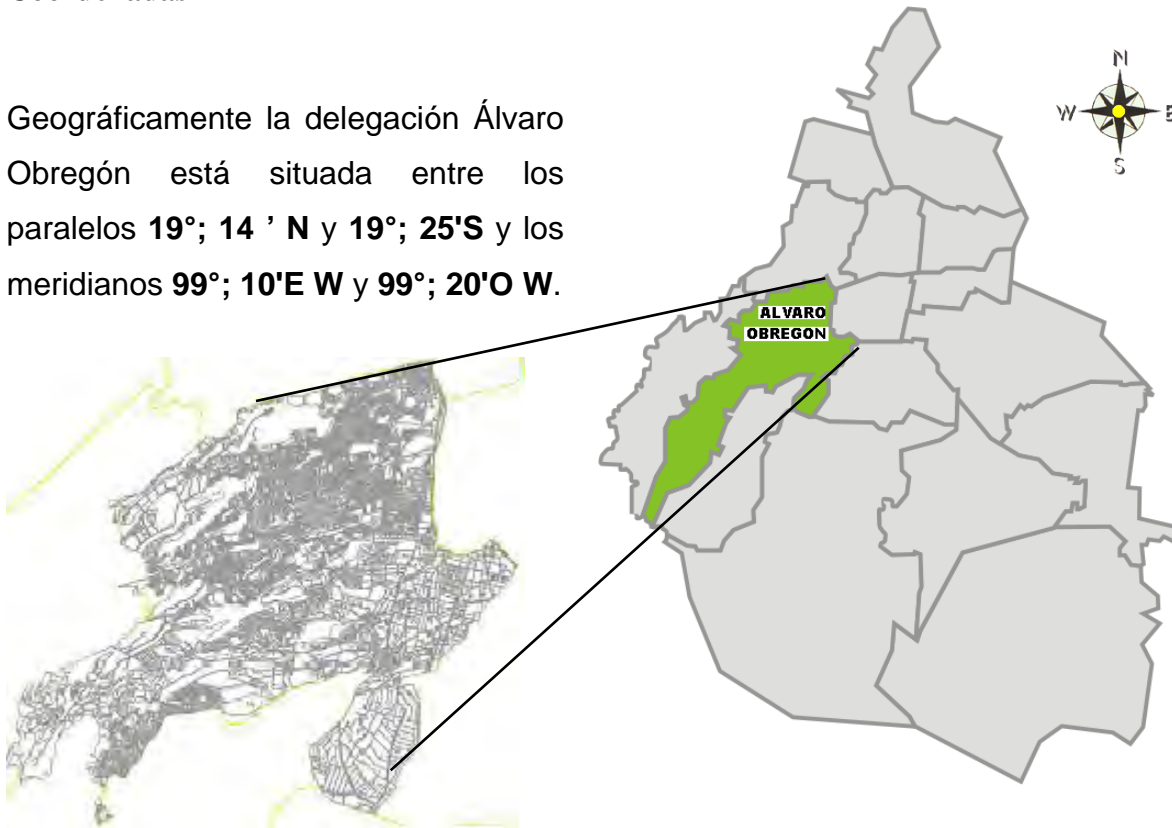 Geográficamente la delegación Álvaro
Obregón está situada entre los
paralelos 19°; 14 ’ N y 19°; 25'S y los
meridianos 99°; 10'E W y 99°; 20'O W.
N
W
E
S
ALVARO
OBREGON